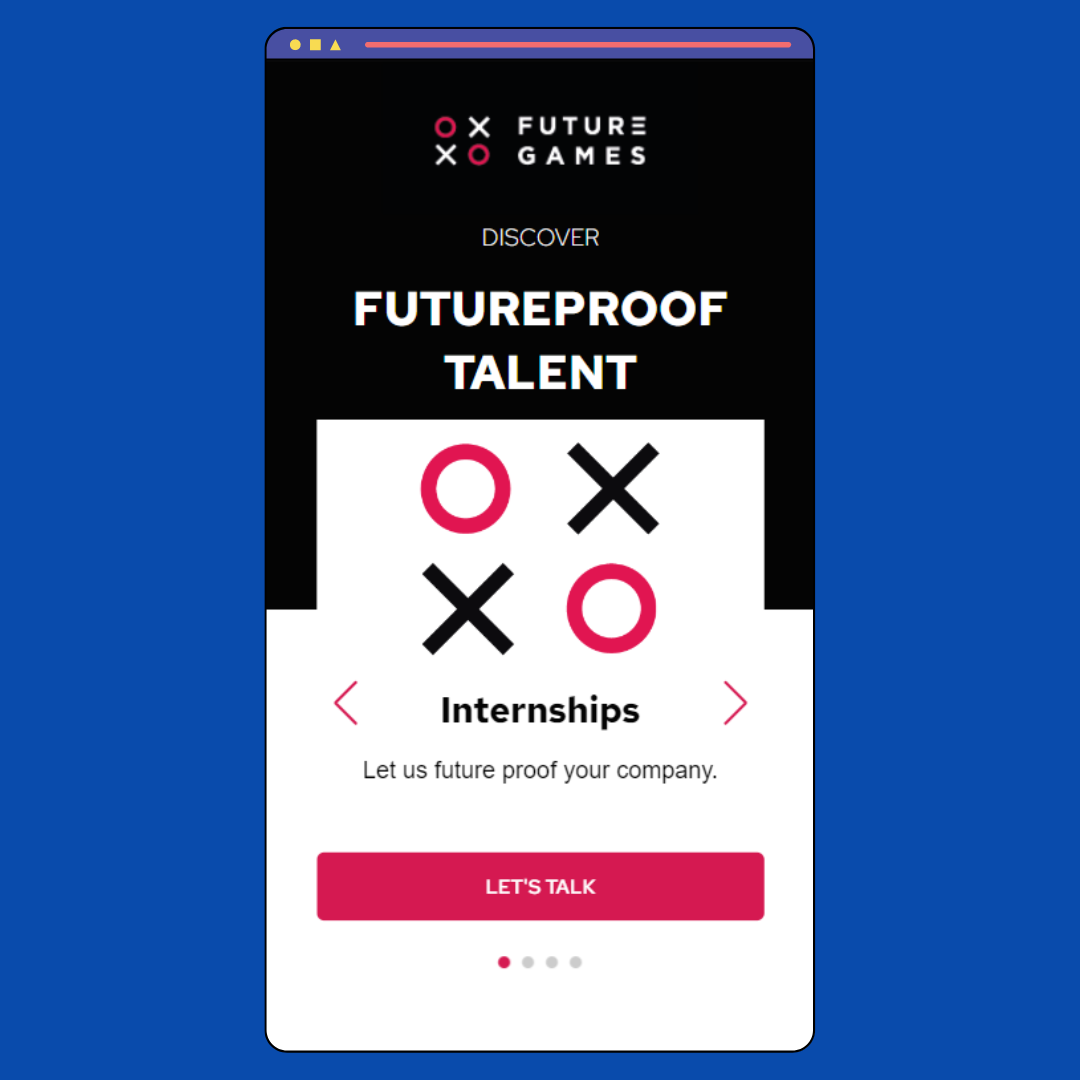 FUTURE
GAMES
DISCOVER
FUTUREPROOF
TALENT
Internships
Let us future proof your company.
LET'S TALK